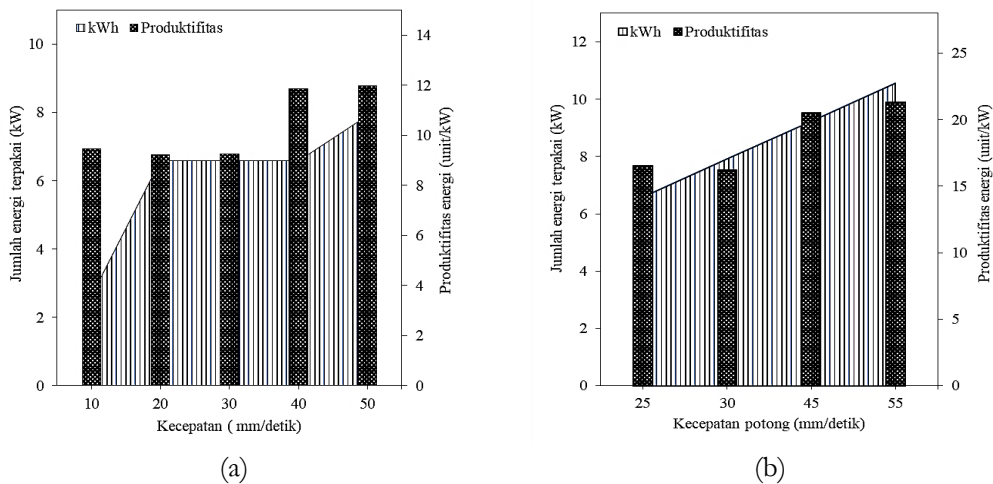 kWh Produktifitas
Jumlah energi terpakai (kW)
10
8
6
4
2
0
14
12
10
8
6
4
2
0
Produktifitas energi (unit/kW)
10 20 30 40 50
Kecepatan ( mm/detik)
(a)
kWh Produktifitas
Jumlah energi terpakai (kW)
12
10
8
6
4
2
0
25
20
15
10
5
0
Produktifitas energi (unit/kW)
25 30 45 55
Kecepatan potong (mm/detik)
(b)